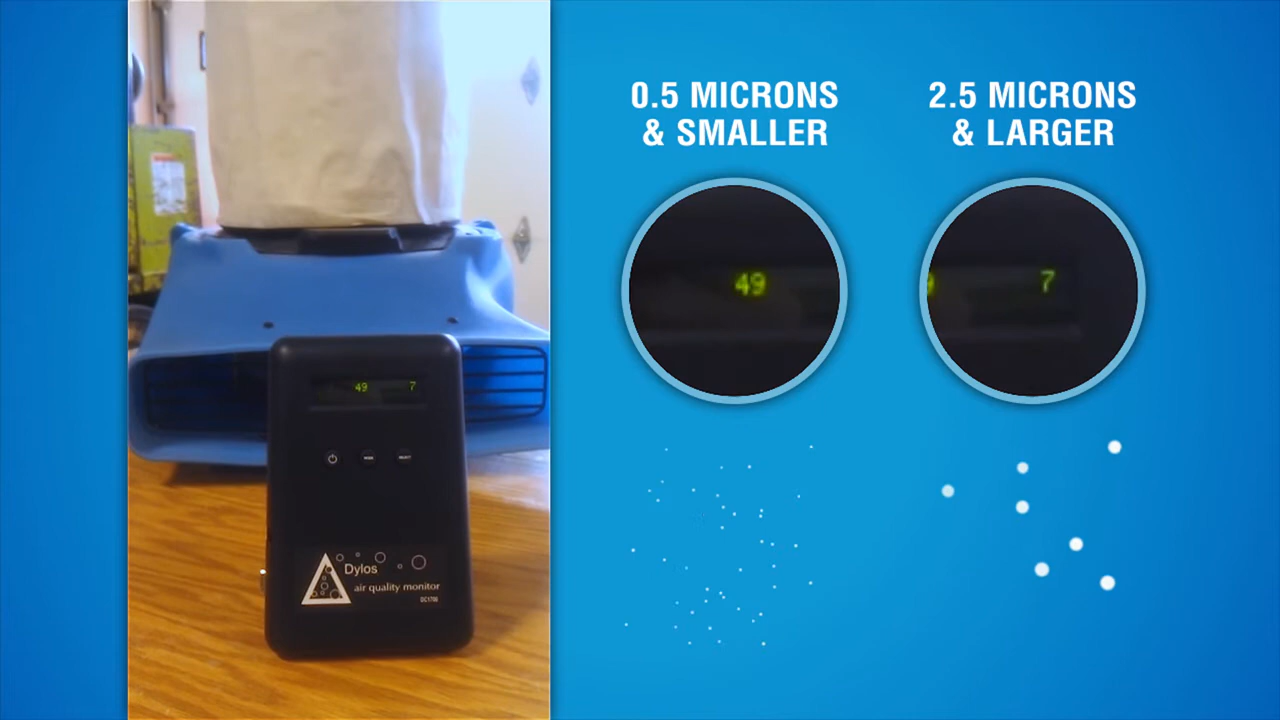 0.5 MICRONS
& SMALLER
2.5 MICRONS
& LARGER
49
7
49 7
Dylos
air quality monitor
DC1700